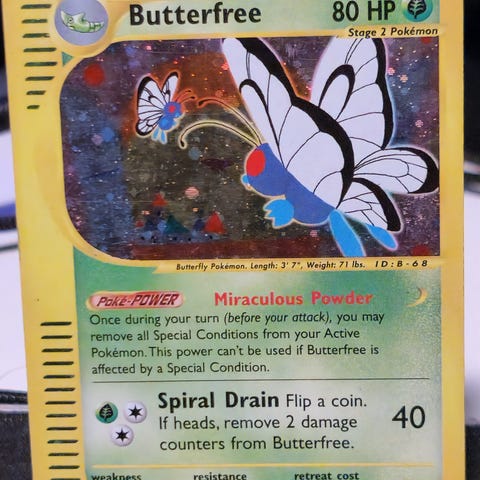 Butterfree 80 HP
Stage 2 Pokémon
Butterfly Pokémon. Length: 3' 7", Weight: 71 lbs. ID:B-68
Poké-POWER Miraculous Powder
Once during your turn (before your attack), you may
remove all Special Conditions from your Active
Pokémon. This power can't be used if Butterfree is
affected by a Special Condition.
Spiral Drain Flip a coin.
If heads, remove 2 damage
counters from Butterfree.
40
weakness resistance retreat cost